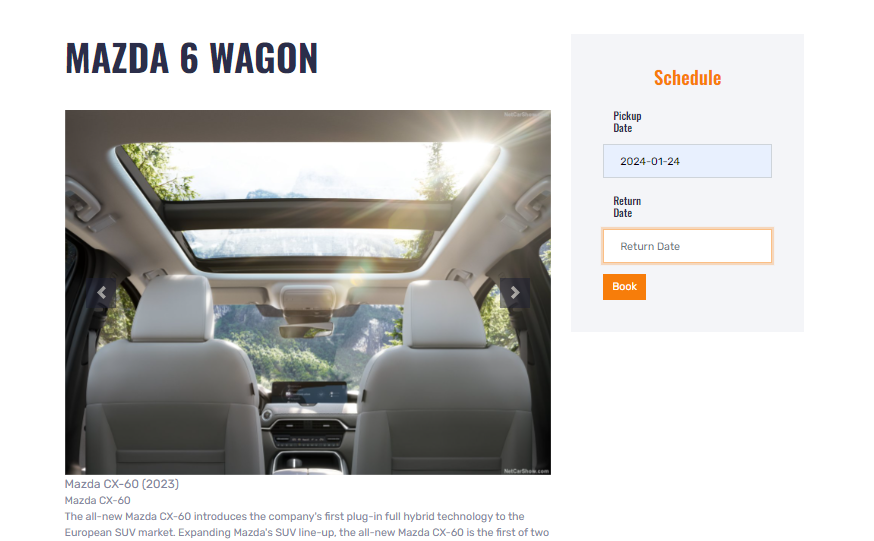 MAZDA 6 WAGON
NetCarShow.com
NetCarShow.com
Mazda CX-60 (2023)
Mazda CX-60
The all-new Mazda CX-60 introduces the company's first plug-in full hybrid technology to the
European SUV market. Expanding Mazda's SUV line-up, the all-new Mazda CX-60 is the first of two
Schedule
Pickup
Date
2024-01-24
Return
Date
Return Date
Book